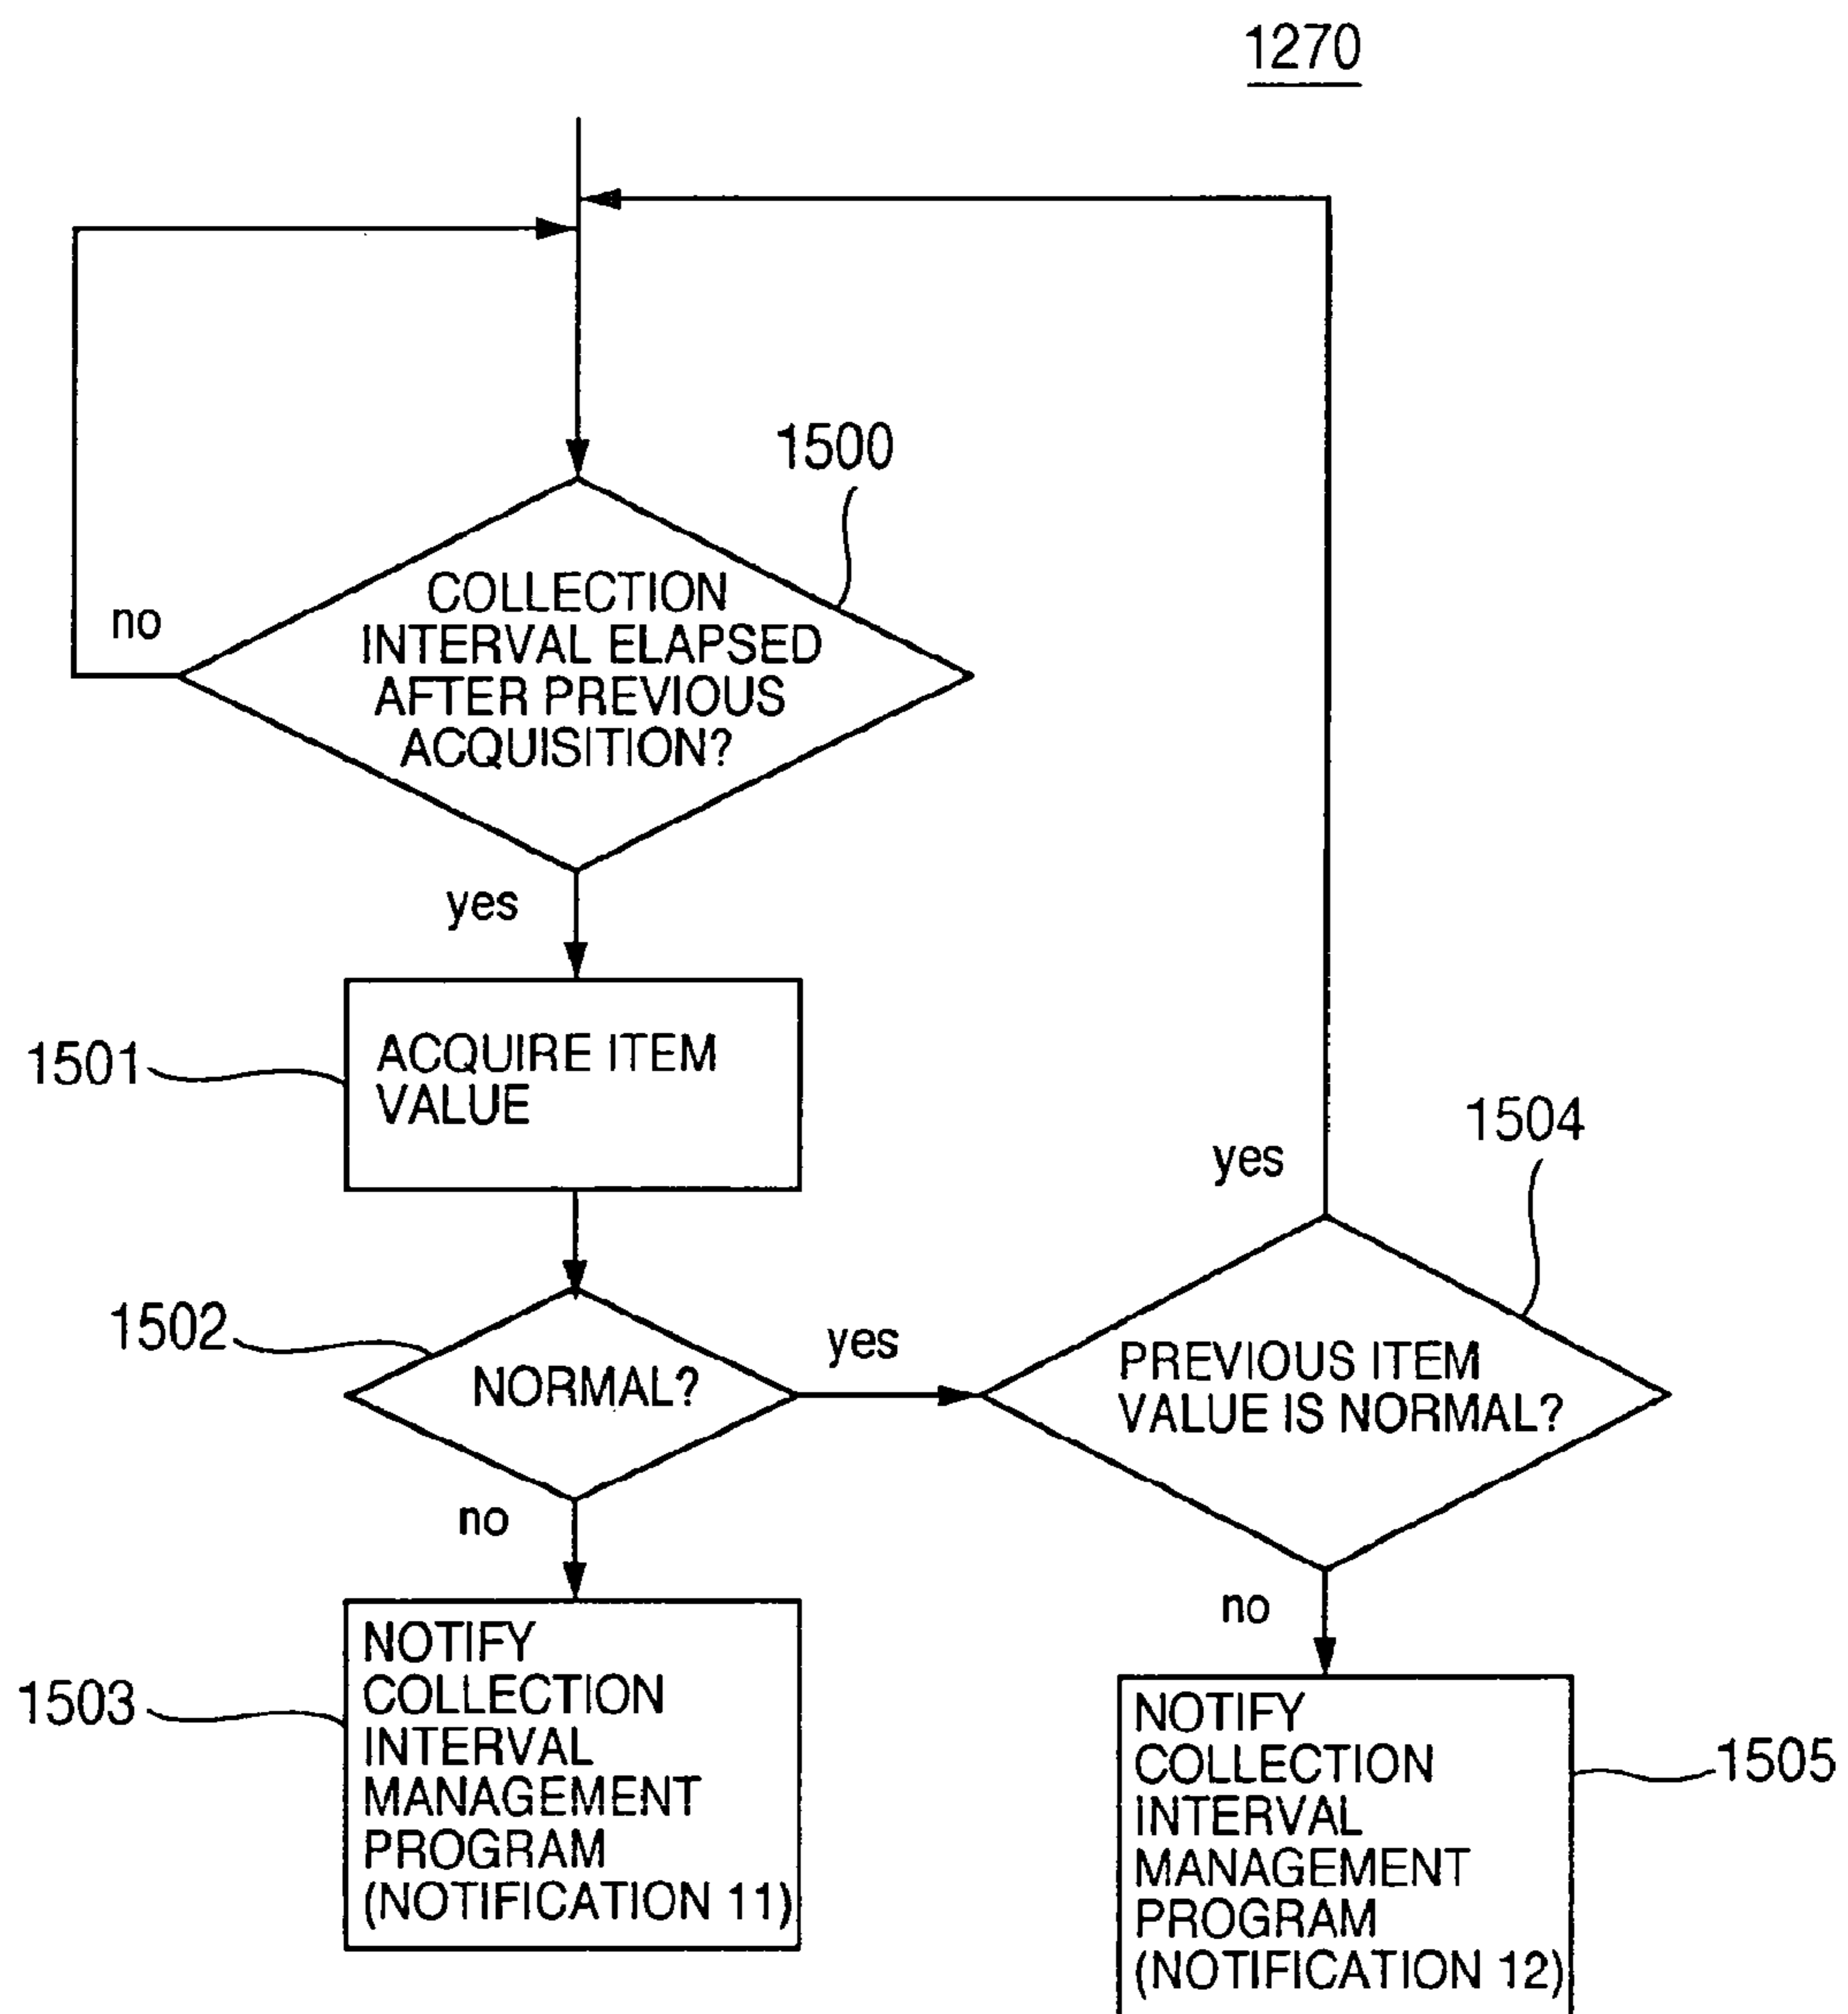 1270
1500
COLLECTION
INTERVAL ELAPSED
AFTER PREVIOUS
ACQUISITION?
no
yes
1501
ACQUIRE ITEM
VALUE
1504
yes
1502
NORMAL?
yes
PREVIOUS ITEM
VALUE IS NORMAL?
no
no
1503
NOTIFY
COLLECTION
INTERVAL
MANAGEMENT
PROGRAM
(NOTIFICATION 11)
NOTIFY
COLLECTION
INTERVAL
MANAGEMENT
PROGRAM
(NOTIFICATION 12)
1505